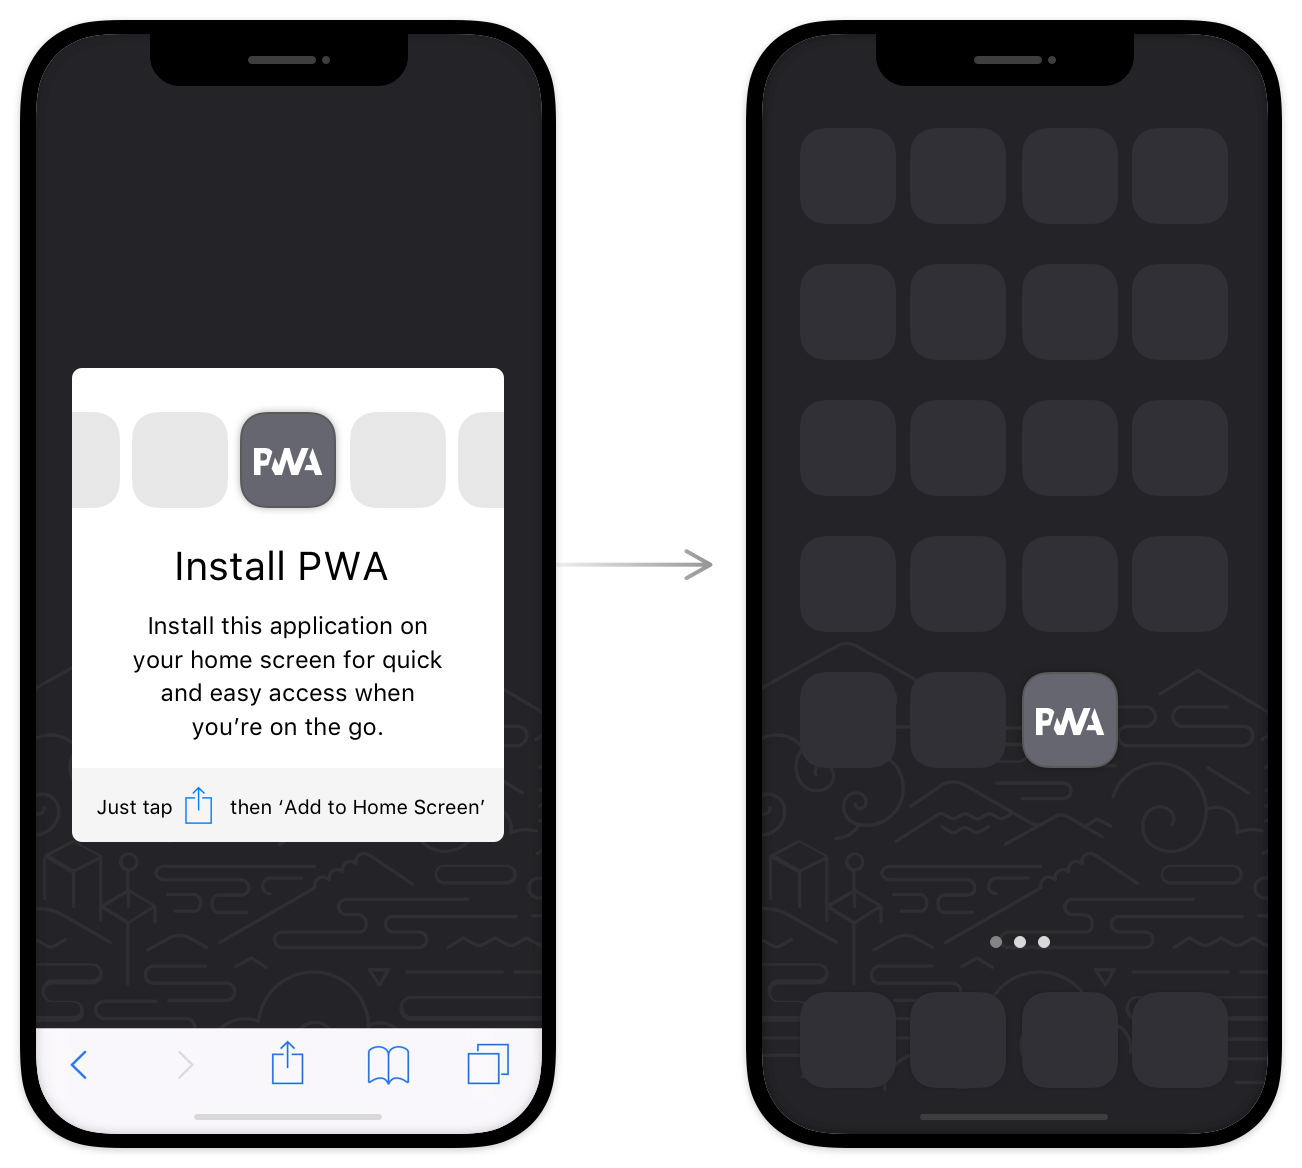 PWA
Install PWA
Install this application on
your home screen for quick
and easy access when
you’re on the go.
Just tap then ‘Add to Home Screen’
PWA